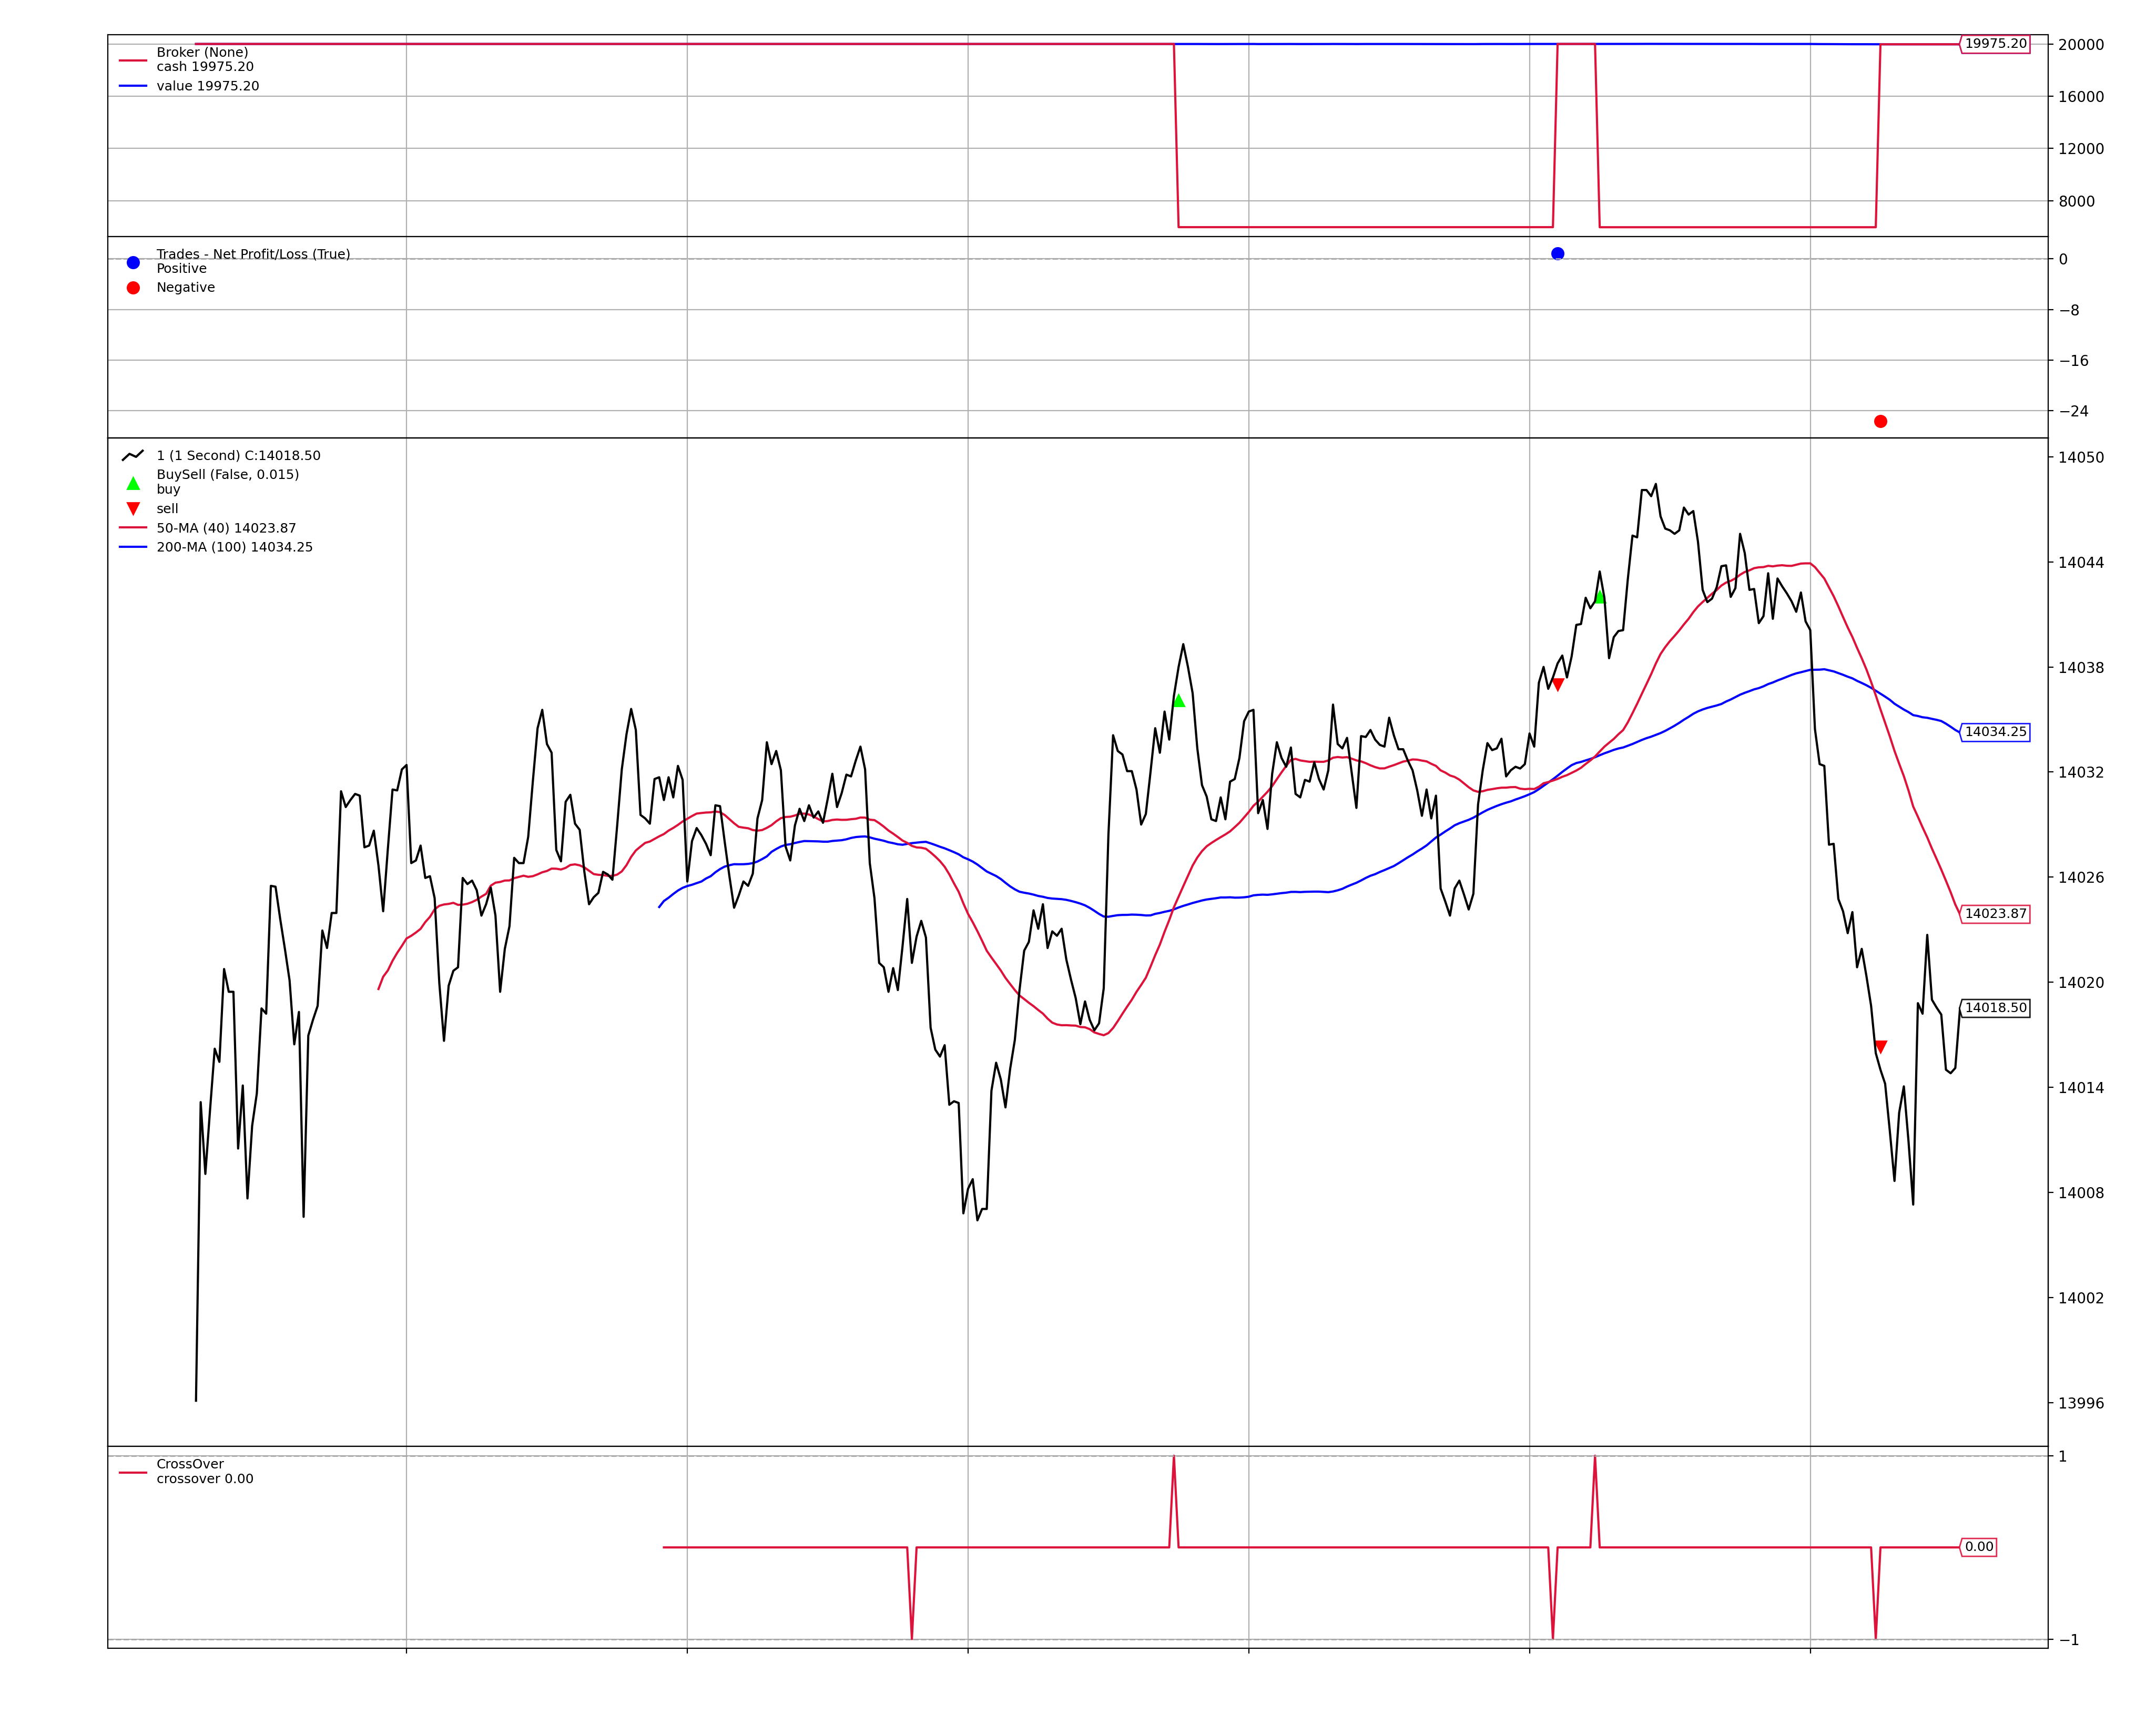 Broker (None)
cash 19975.20
value 19975.20
19975.20
20000
16000
12000
8000
Trades - Net Profit/Loss (True)
Positive
Negative
0
−8
−16
−24
1 (1 Second) C:14018.50
BuySell (False, 0.015)
buy
sell
50-MA (40) 14023.87
200-MA (100) 14034.25
14050
14044
14038
14034.25
14032
14026
14023.87
14020
14018.50
14014
14008
14002
13996
CrossOver
crossover 0.00
1
0.00
−1